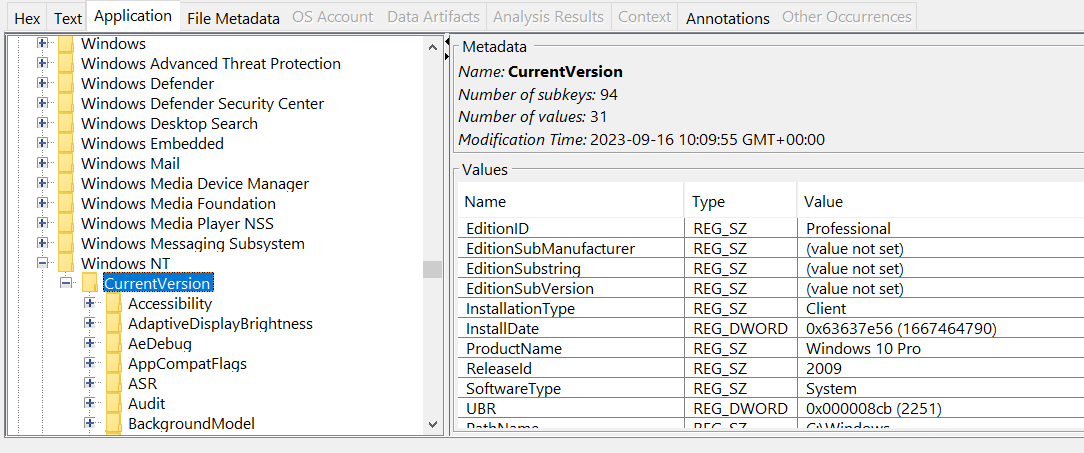 Hex Text Application File Metadata OS Account Data Artifacts Analysis Results Context Annotations Other Occurrences
Windows
Windows Advanced Threat Protection
Windows Defender
Windows Defender Security Center
Windows Desktop Search
Windows Embedded
Windows Mail
Windows Media Device Manager
Windows Media Foundation
Windows Media Player NSS
Windows Messaging Subsystem
Windows NT
CurrentVersion
Accessibility
AdaptiveDisplayBrightness
AeDebug
AppCompatFlags
ASR
Audit
BackgroundModel
Metadata
Name: CurrentVersion
Number of subkeys: 94
Number of values: 31
Modification Time: 2023-09-16 10:09:55 GMT+00:00
Values
Name Type Value
EditionID REG_SZ Professional
EditionSubManufacturer REG_SZ (value not set)
EditionSubstring REG_SZ (value not set)
EditionSubVersion REG_SZ (value not set)
InstallationType REG_SZ Client
InstallDate REG_DWORD 0x63637e56 (1667464790)
ProductName REG_SZ Windows 10 Pro
ReleaseId REG_SZ 2009
SoftwareType REG_SZ System
UBR REG_DWORD 0x000008cb (2251)
PathName REG_SZ C:\Windows